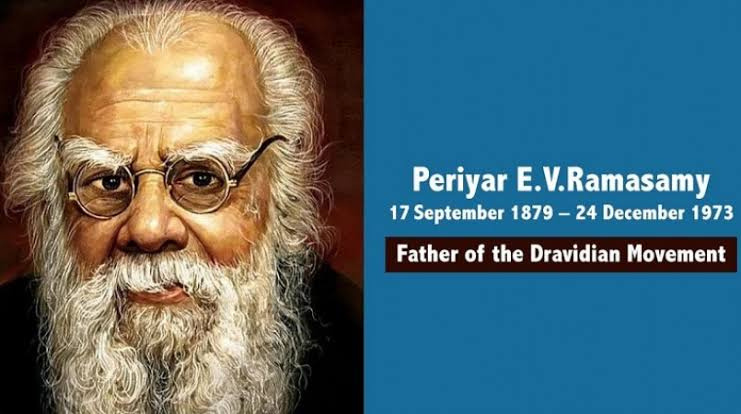 Periyar E.V.Ramasamy
17 September 1879 – 24 December 1973
Father of the Dravidian Movement